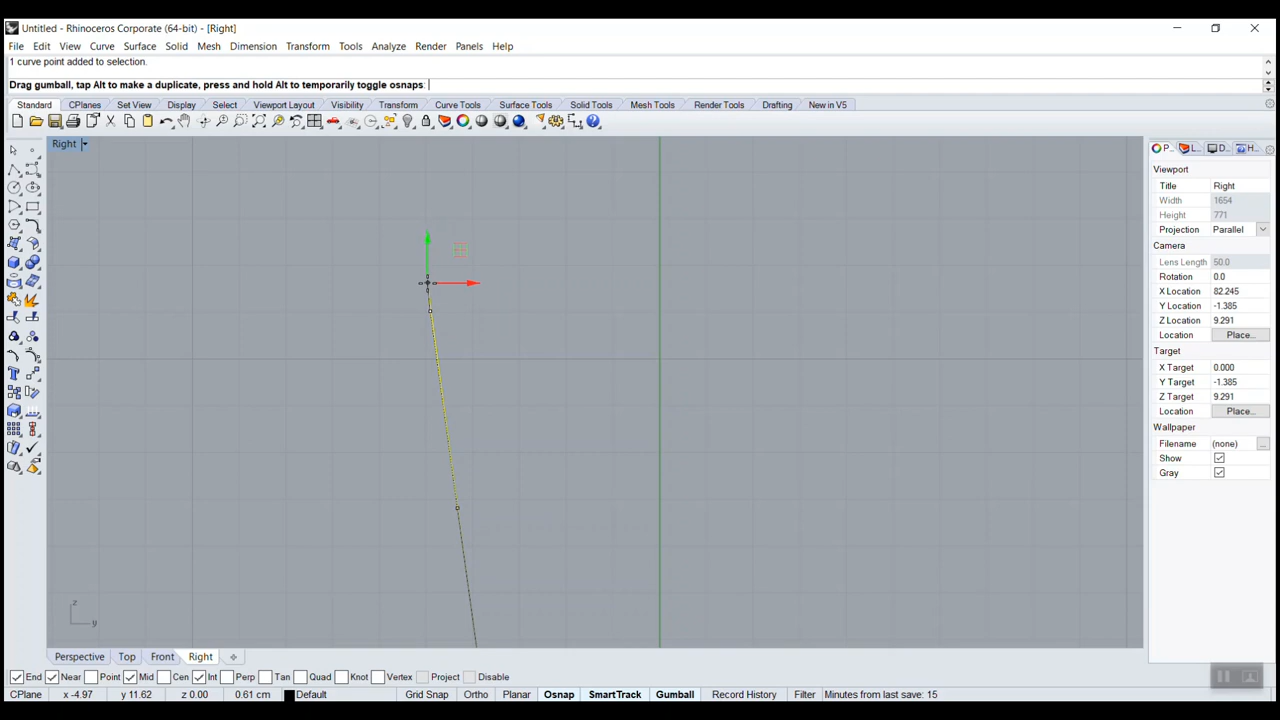 Untitled - Rhinoceros Corporate (64-bit) - [Right]
File Edit View Curve Surface Solid Mesh Dimension Transform Tools Analyze Render Panels Help
1 curve point added to selection.
Drag gumball, tap Alt to make a duplicate, press and hold Alt to temporarily toggle osnaps:
Standard CPlanes Set View Display Select Viewport Layout Visibility Transform Curve Tools Surface Tools Solid Tools Mesh Tools Render Tools Drafting New in V5
Right
P... L... D... H...
Viewport
Title Right
Width 1654
Height 771
Projection Parallel
Camera
Lens Length 50.0
Rotation 0.0
X Location 82.245
Y Location -1.385
Z Location 9.291
Location Place...
Target
X Target 0.000
Y Target -1.385
Z Target 9.291
Location Place...
Wallpaper
Filename (none) ...
Show
Gray
z
y
Perspective Top Front Right
End Near Point Mid Cen Int Perp Tan Quad Knot Vertex Project Disable
CPlane x -4.97 y 11.62 z 0.00 0.61 cm Default Grid Snap Ortho Planar Osnap SmartTrack Gumball Record History Filter Minutes from last save: 15